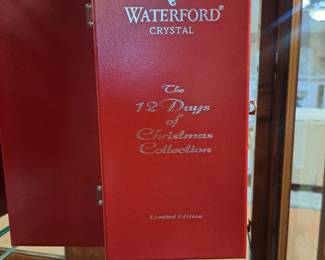 WATERFORD®
CRYSTAL
The
12 Days
of
Christmas
Collection
Limited Edition